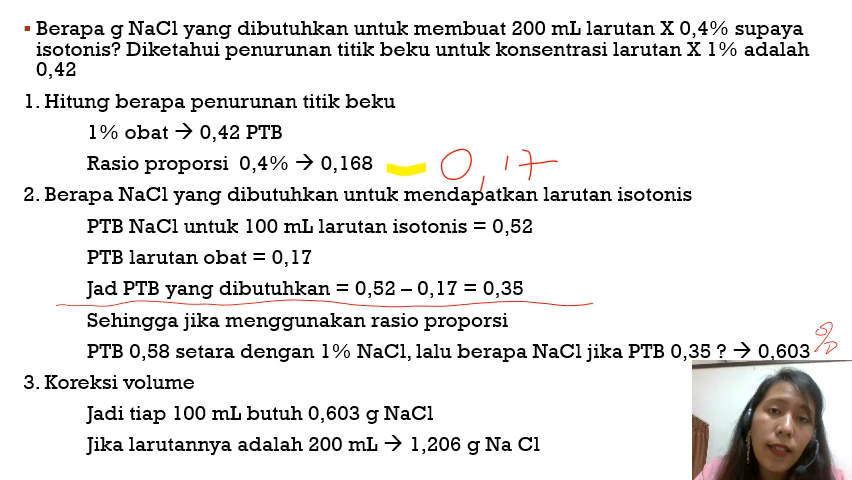 Berapa g NaCl yang dibutuhkan untuk membuat 200 mL larutan X 0,4% supaya
isotonis? Diketahui penurunan titik beku untuk konsentrasi larutan X 1% adalah
0,42
1. Hitung berapa penurunan titik beku
1% obat → 0,42 PTB
Rasio proporsi 0,4% → 0,168 0,17
2. Berapa NaCl yang dibutuhkan untuk mendapatkan larutan isotonis
PTB NaCl untuk 100 mL larutan isotonis = 0,52
PTB larutan obat = 0,17
Jad PTB yang dibutuhkan = 0,52 – 0,17 = 0,35
Sehingga jika menggunakan rasio proporsi
PTB 0,58 setara dengan 1% NaCl, lalu berapa NaCl jika PTB 0,35 ? → 0,603 %
3. Koreksi volume
Jadi tiap 100 mL butuh 0,603 g NaCl
Jika larutannya adalah 200 mL → 1,206 g Na Cl